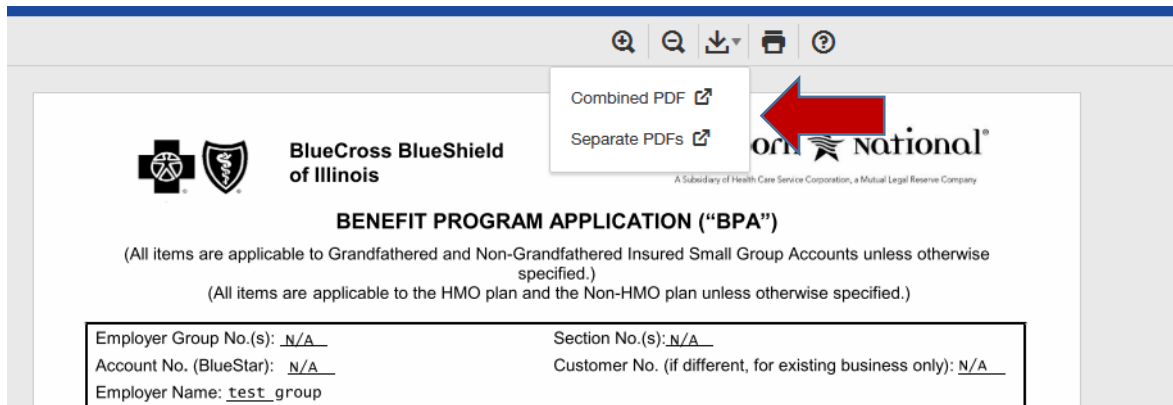 Combined PDF
Separate PDFs
BlueCross BlueShield
of Illinois
National®
A Subsidiary of Health Care Service Corporation, a Mutual Legal Reserve Company
BENEFIT PROGRAM APPLICATION (“BPA”)
(All items are applicable to Grandfathered and Non-Grandfathered Insured Small Group Accounts unless otherwise
specified.)
(All items are applicable to the HMO plan and the Non-HMO plan unless otherwise specified.)
Employer Group No.(s): N/A Section No.(s): N/A
Account No. (BlueStar): N/A Customer No. (if different, for existing business only): N/A
Employer Name: test group